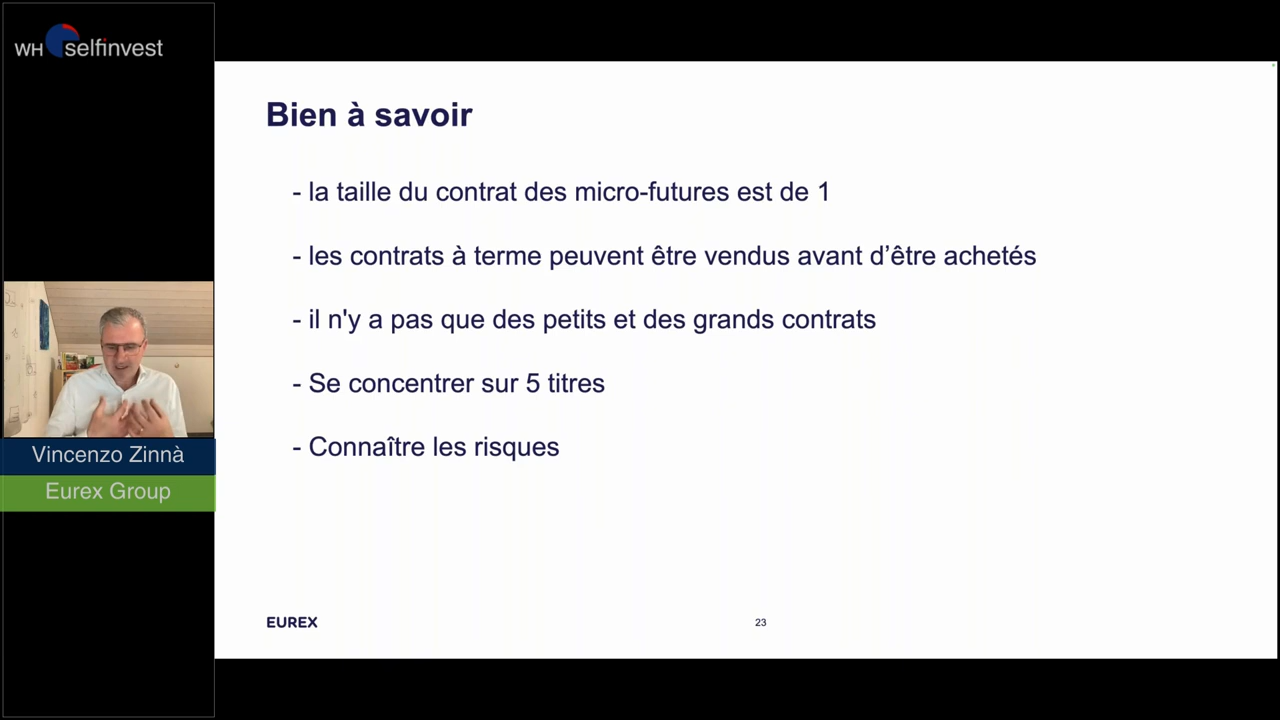 WH selfinvest
Bien à savoir
- la taille du contrat des micro-futures est de 1
- les contrats à terme peuvent être vendus avant d’être achetés
- il n'y a pas que des petits et des grands contrats
- Se concentrer sur 5 titres
- Connaître les risques
Vincenzo Zinnà
Eurex Group
EUREX
23